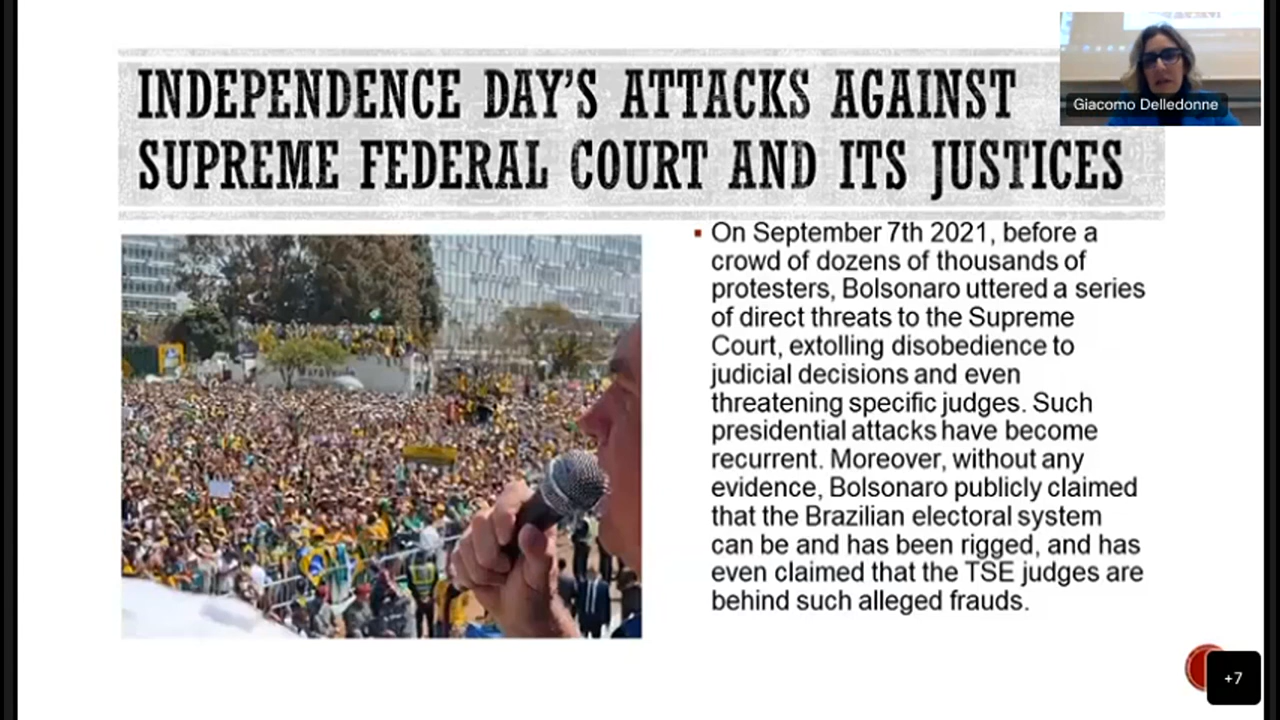 INDEPENDENCE DAY'S ATTACKS AGAINST
SUPREME FEDERAL COURT AND ITS JUSTICES
Giacomo Delledonne
▪ On September 7th 2021, before a
crowd of dozens of thousands of
protesters, Bolsonaro uttered a series
of direct threats to the Supreme
Court, extolling disobedience to
judicial decisions and even
threatening specific judges. Such
presidential attacks have become
recurrent. Moreover, without any
evidence, Bolsonaro publicly claimed
that the Brazilian electoral system
can be and has been rigged, and has
even claimed that the TSE judges are
behind such alleged frauds.
+7